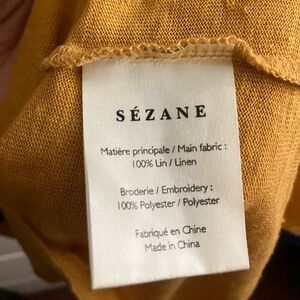 SÉZANE
Matière principale / Main fabric :
100% Lin / Linen
Broderie / Embroidery :
100% Polyester / Polyester
Fabriqué en Chine
Made in China